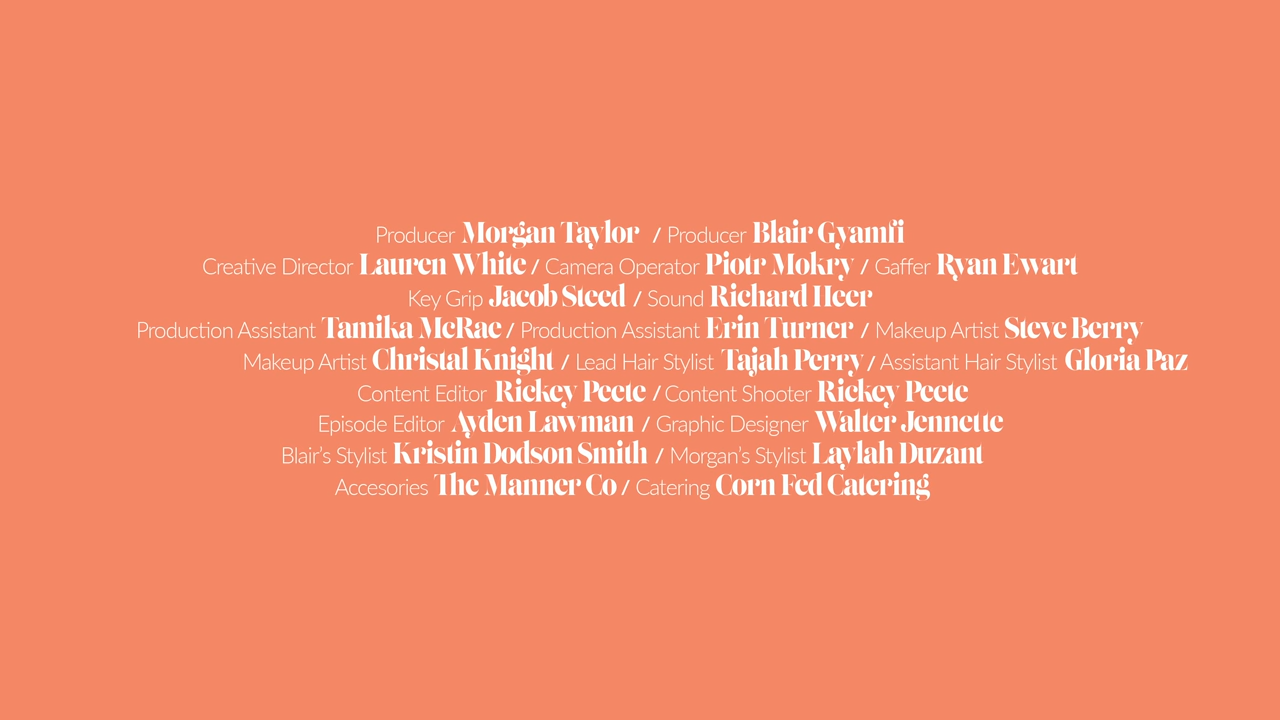 Producer Morgan Taylor / Producer Blair Gyamfi
Creative Director Lauren White / Camera Operator Piotr Mokry / Gaffer Ryan Ewart
Key Grip Jacob Steed / Sound Richard Heer
Production Assistant Tamika McRae / Production Assistant Erin Turner / Makeup Artist Steve Berry
Makeup Artist Christal Knight / Lead Hair Stylist Tajah Perry / Assistant Hair Stylist Gloria Paz
Content Editor Rickey Peete / Content Shooter Rickey Peete
Episode Editor Ayden Lawman / Graphic Designer Walter Jennette
Blair's Stylist Kristin Dodson Smith / Morgan's Stylist Laylah Duzant
Accesories The Manner Co / Catering Corn Fed Catering